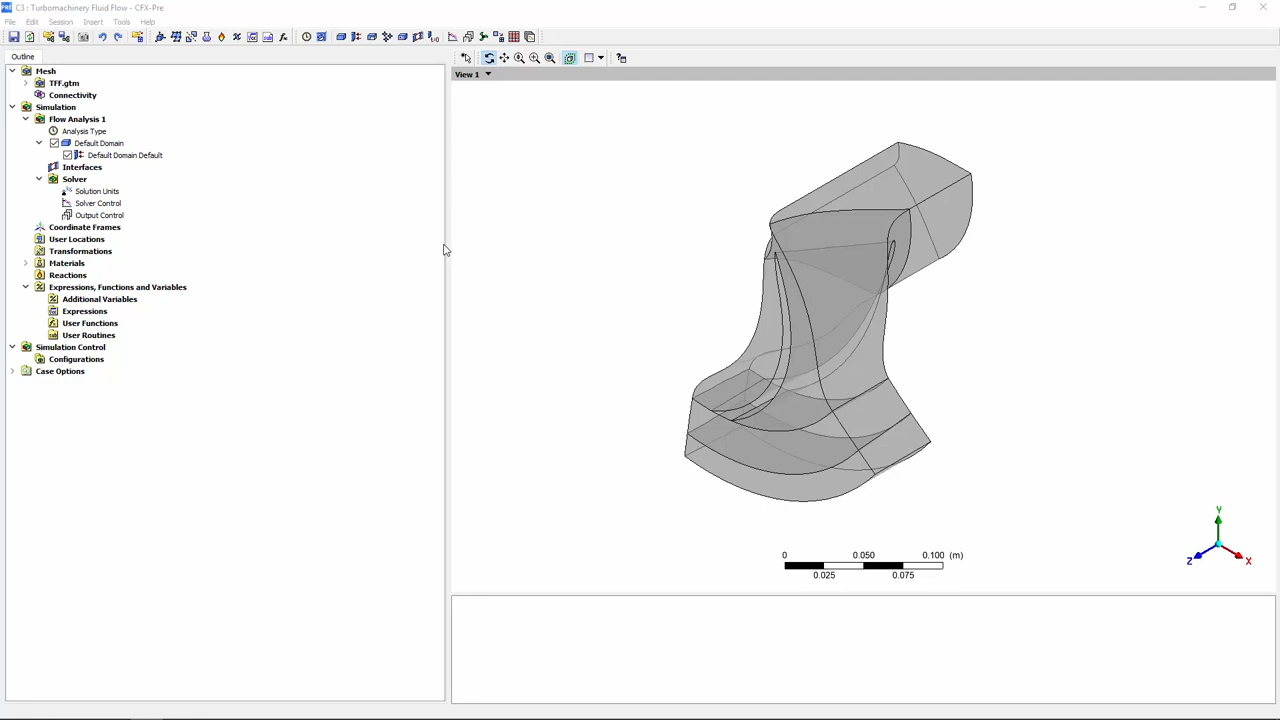 PRE C3 : Turbomachinery Fluid Flow - CFX-Pre
File Edit Session Insert Tools Help
Outline
Mesh
TFF.gtm
Connectivity
Simulation
Flow Analysis 1
Analysis Type
Default Domain
Default Domain Default
Interfaces
Solver
Solution Units
Solver Control
Output Control
Coordinate Frames
User Locations
Transformations
Materials
Reactions
Expressions, Functions and Variables
Additional Variables
Expressions
User Functions
User Routines
Simulation Control
Configurations
Case Options
View 1
0 0.050 0.100 (m)
0.025 0.075
Y
Z X